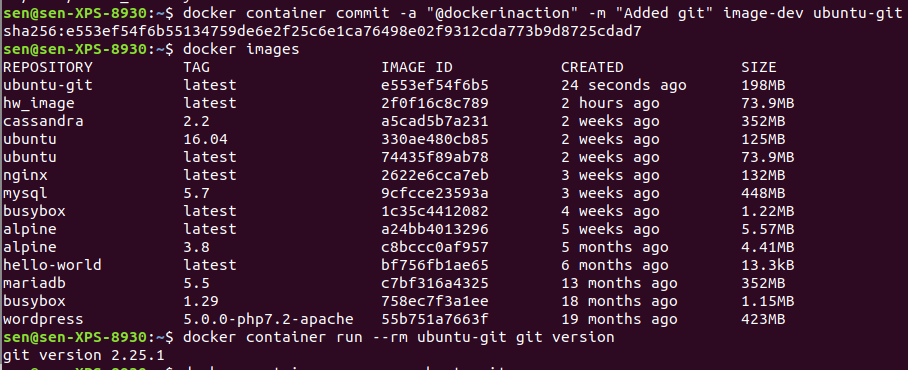 sen@sen-XPS-8930:~$ docker container commit -a "@dockerinaction" -m "Added git" image-dev ubuntu-git
sha256:e553ef54f6b55134759de6e2f25c6e1ca76498e02f9312cda773b9d8725cdad7
sen@sen-XPS-8930:~$ docker images
REPOSITORY TAG IMAGE ID CREATED SIZE
ubuntu-git latest e553ef54f6b5 24 seconds ago 198MB
hw_image latest 2f0f16c8c789 2 hours ago 73.9MB
cassandra 2.2 a5cad5b7a231 2 weeks ago 352MB
ubuntu 16.04 330ae480cb85 2 weeks ago 125MB
ubuntu latest 74435f89ab78 2 weeks ago 73.9MB
nginx latest 2622e6cca7eb 3 weeks ago 132MB
mysql 5.7 9cfcce23593a 3 weeks ago 448MB
busybox latest 1c35c4412082 4 weeks ago 1.22MB
alpine latest a24bb4013296 5 weeks ago 5.57MB
alpine 3.8 c8bccc0af957 5 months ago 4.41MB
hello-world latest bf756fb1ae65 6 months ago 13.3kB
mariadb 5.5 c7bf316a4325 13 months ago 352MB
busybox 1.29 758ec7f3a1ee 18 months ago 1.15MB
wordpress 5.0.0-php7.2-apache 55b751a7663f 19 months ago 423MB
sen@sen-XPS-8930:~$ docker container run --rm ubuntu-git git version
git version 2.25.1